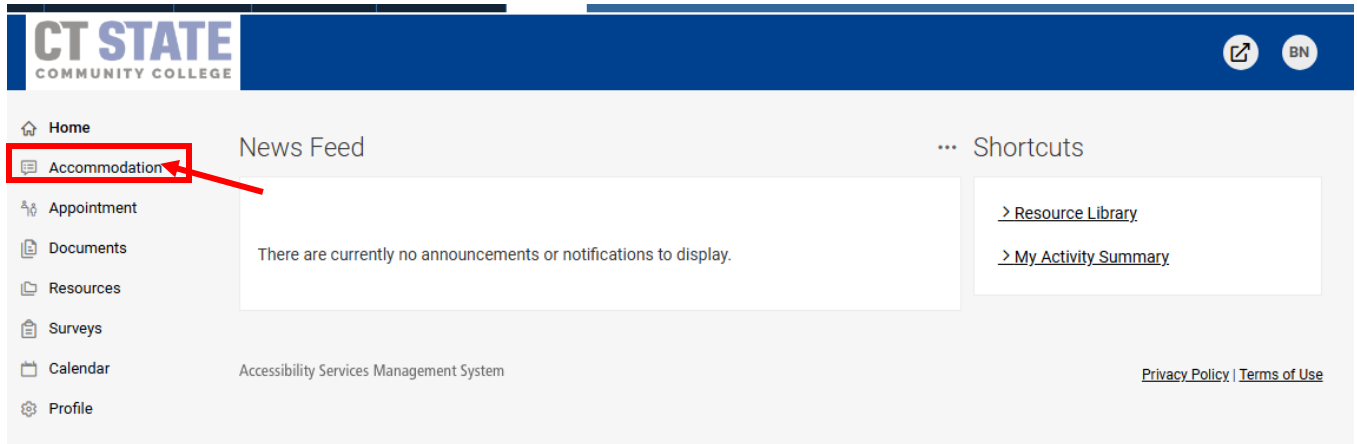 CT STATE
COMMUNITY COLLEGE
BN
Home
Accommodation
Appointment
Documents
Resources
Surveys
Calendar
Profile
News Feed
...
There are currently no announcements or notifications to display.
Shortcuts
> Resource Library
> My Activity Summary
Accessibility Services Management System
Privacy Policy | Terms of Use